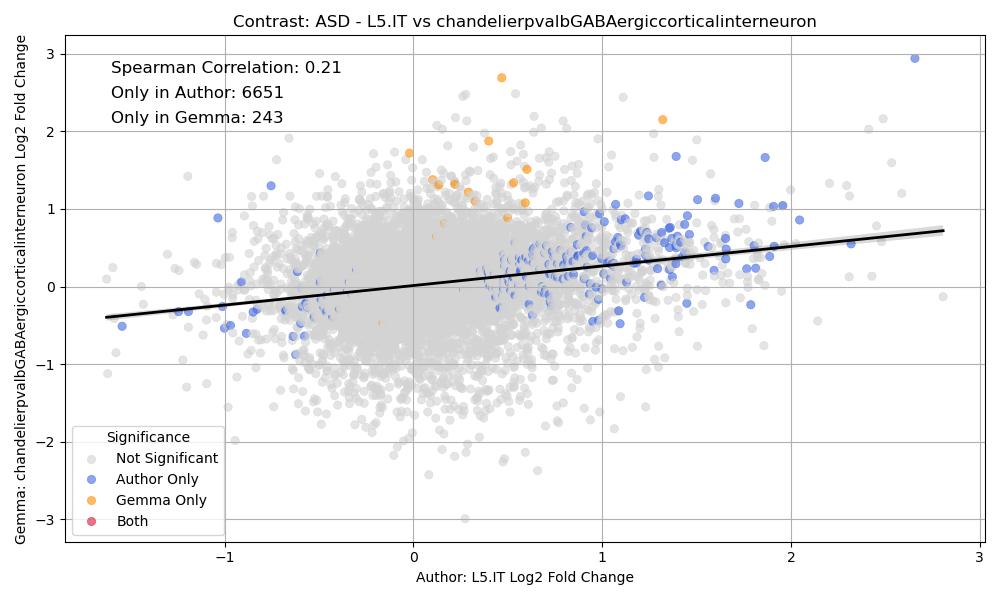 Contrast: ASD - L5.IT vs chandelierpvalbGABAergiccorticalinterneuron
Gemma: chandelierpvalbGABAergiccorticalinterneuron Log2 Fold Change
3
2
1
0
−1
−2
−3
Spearman Correlation: 0.21
Only in Author: 6651
Only in Gemma: 243
Significance
Not Significant
Author Only
Gemma Only
Both
−1
0
1
2
3
Author: L5.IT Log2 Fold Change